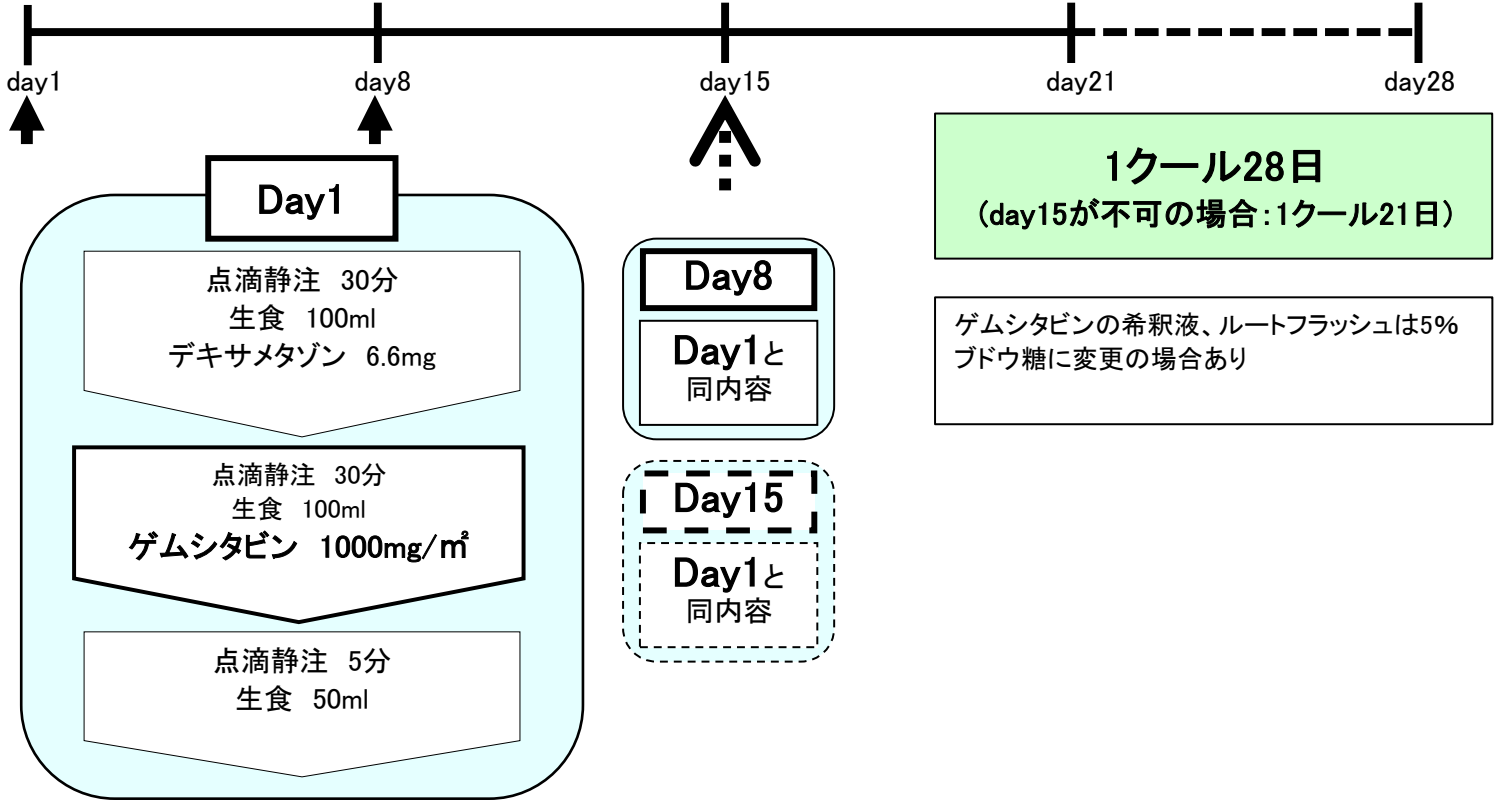 day1
day8
day15
day21
day28
Day1
点滴静注 30分
生食 100ml
デキサメタゾン 6.6mg
点滴静注 30分
生食 100ml
ゲムシタビン 1000mg/㎡
点滴静注 5分
生食 50ml
Day8
Day1と
同内容
Day15
Day1と
同内容
1クール28日
(day15が不可の場合:1クール21日)
ゲムシタビンの希釈液、ルートフラッシュは5%
ブドウ糖に変更の場合あり